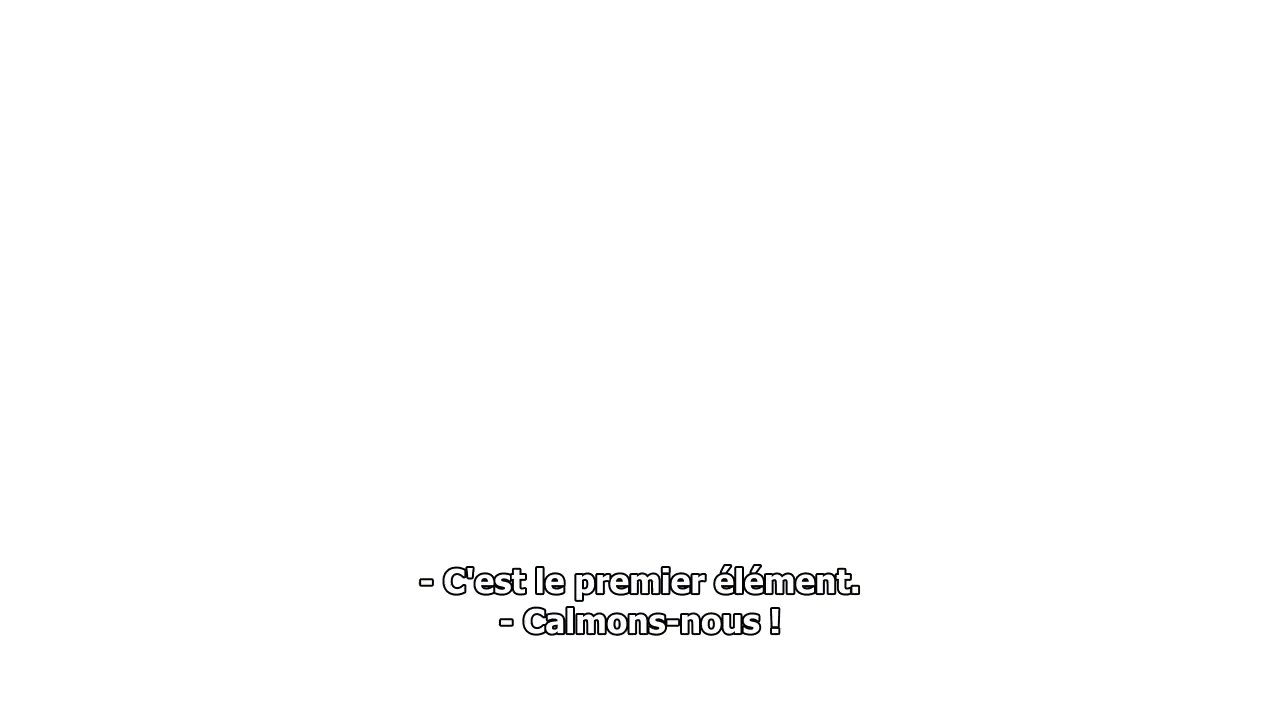 - C'est le premier élément.
- Calmons-nous !